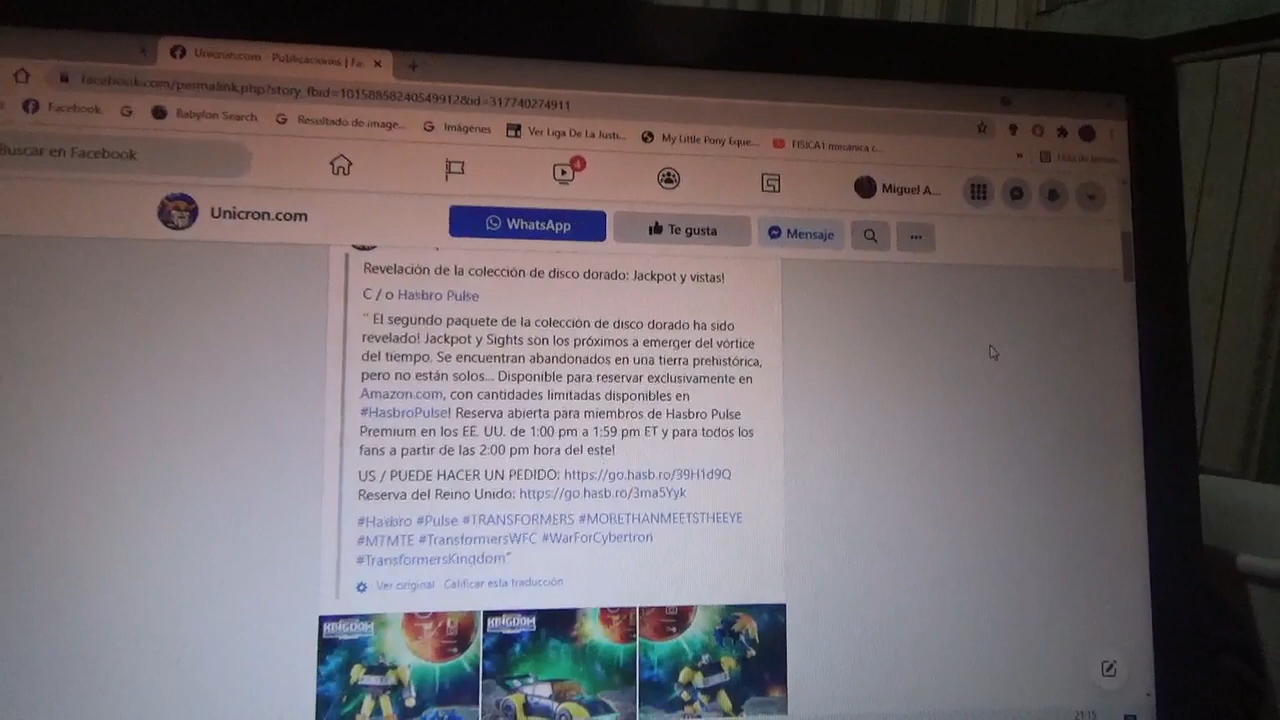 Unicron.com - Publicaciones | Fa
facebook.com/permalink.php?story_fbid=10158858240549912&id=317740274911
Facebook
Babylon Search
Resultado de image...
Imágenes
Ver Liga De La Justi...
My Little Pony Eque...
FISICA1 mecanica c...
»
Buscar en Facebook
4
Miguel A...
Unicron.com
WhatsApp
Te gusta
Mensaje
...
Revelación de la colección de disco dorado: Jackpot y vistas!
C / o Hasbro Pulse
" El segundo paquete de la colección de disco dorado ha sido
revelado! Jackpot y Sights son los próximos a emerger del vórtice
del tiempo. Se encuentran abandonados en una tierra prehistórica,
pero no están solos... Disponible para reservar exclusivamente en
Amazon.com, con cantidades limitadas disponibles en
#HasbroPulse! Reserva abierta para miembros de Hasbro Pulse
Premium en los EE. UU. de 1:00 pm a 1:59 pm ET y para todos los
fans a partir de las 2:00 pm hora del este!
US / PUEDE HACER UN PEDIDO: https://go.hasb.ro/39H1d9Q
Reserva del Reino Unido: https://go.hasb.ro/3ma5Yyk
#Hasbro #Pulse #TRANSFORMERS #MORETHANMEETSTHEEYE
#MTMTE #TransformersWFC #WarForCybertron
#TransformersKingdom"
Ver original
Calificar esta traducción
KINGDOM
KINGDOM
21:15